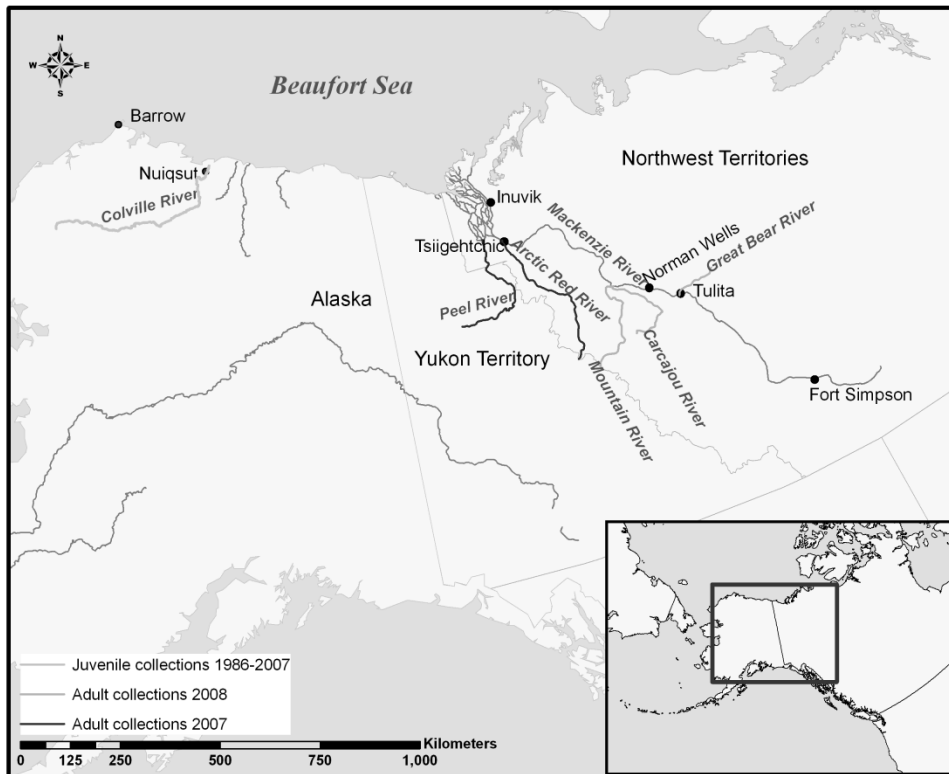 N
W E
S
Beaufort Sea
Barrow
Nuiqsut
Colville River
Northwest Territories
Inuvik
Tsiigehtchic
Mackenzie River
Norman Wells
Great Bear River
Arctic Red River
Tulita
Peel River
Alaska
Yukon Territory
Mountain River
Carcajou River
Fort Simpson
Juvenile collections 1986-2007
Adult collections 2008
Adult collections 2007
Kilometers
0 125 250 500 750 1,000